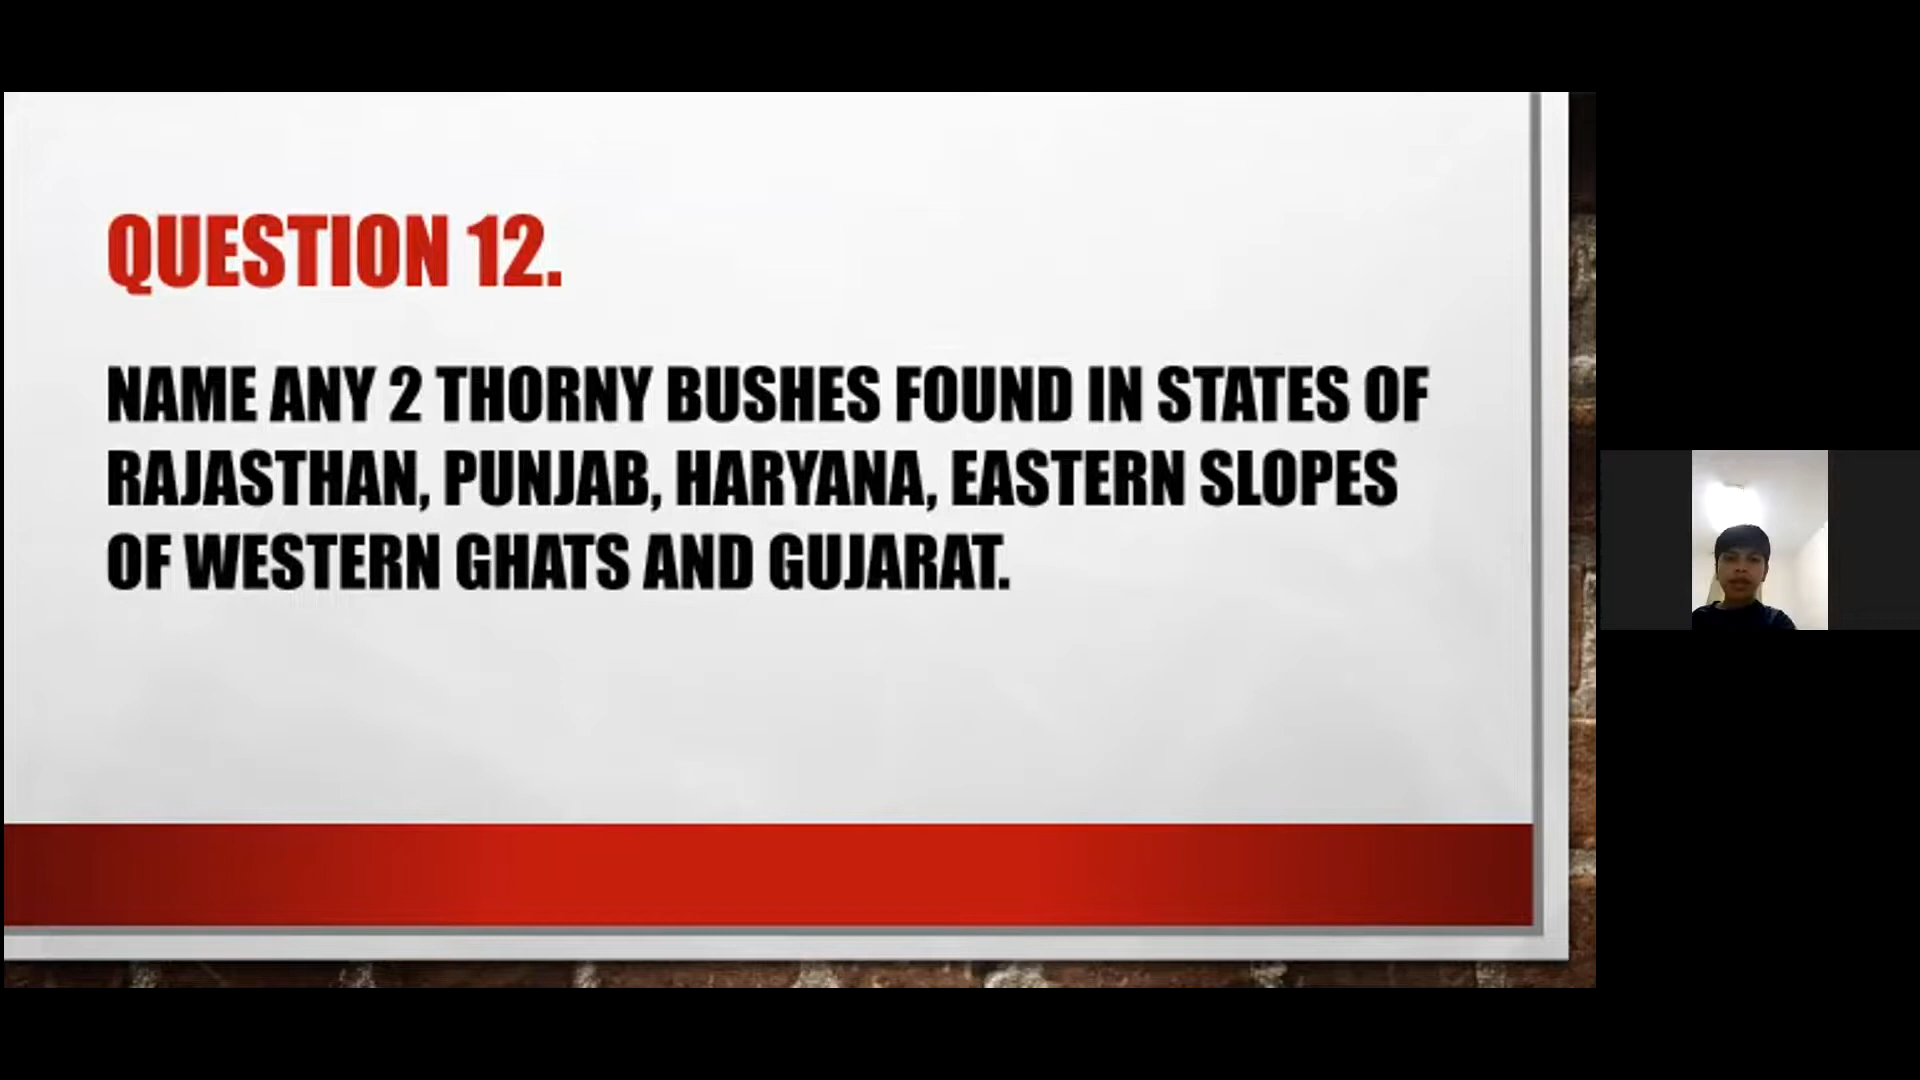 QUESTION 12.
NAME ANY 2 THORNY BUSHES FOUND IN STATES OF
RAJASTHAN, PUNJAB, HARYANA, EASTERN SLOPES
OF WESTERN GHATS AND GUJARAT.